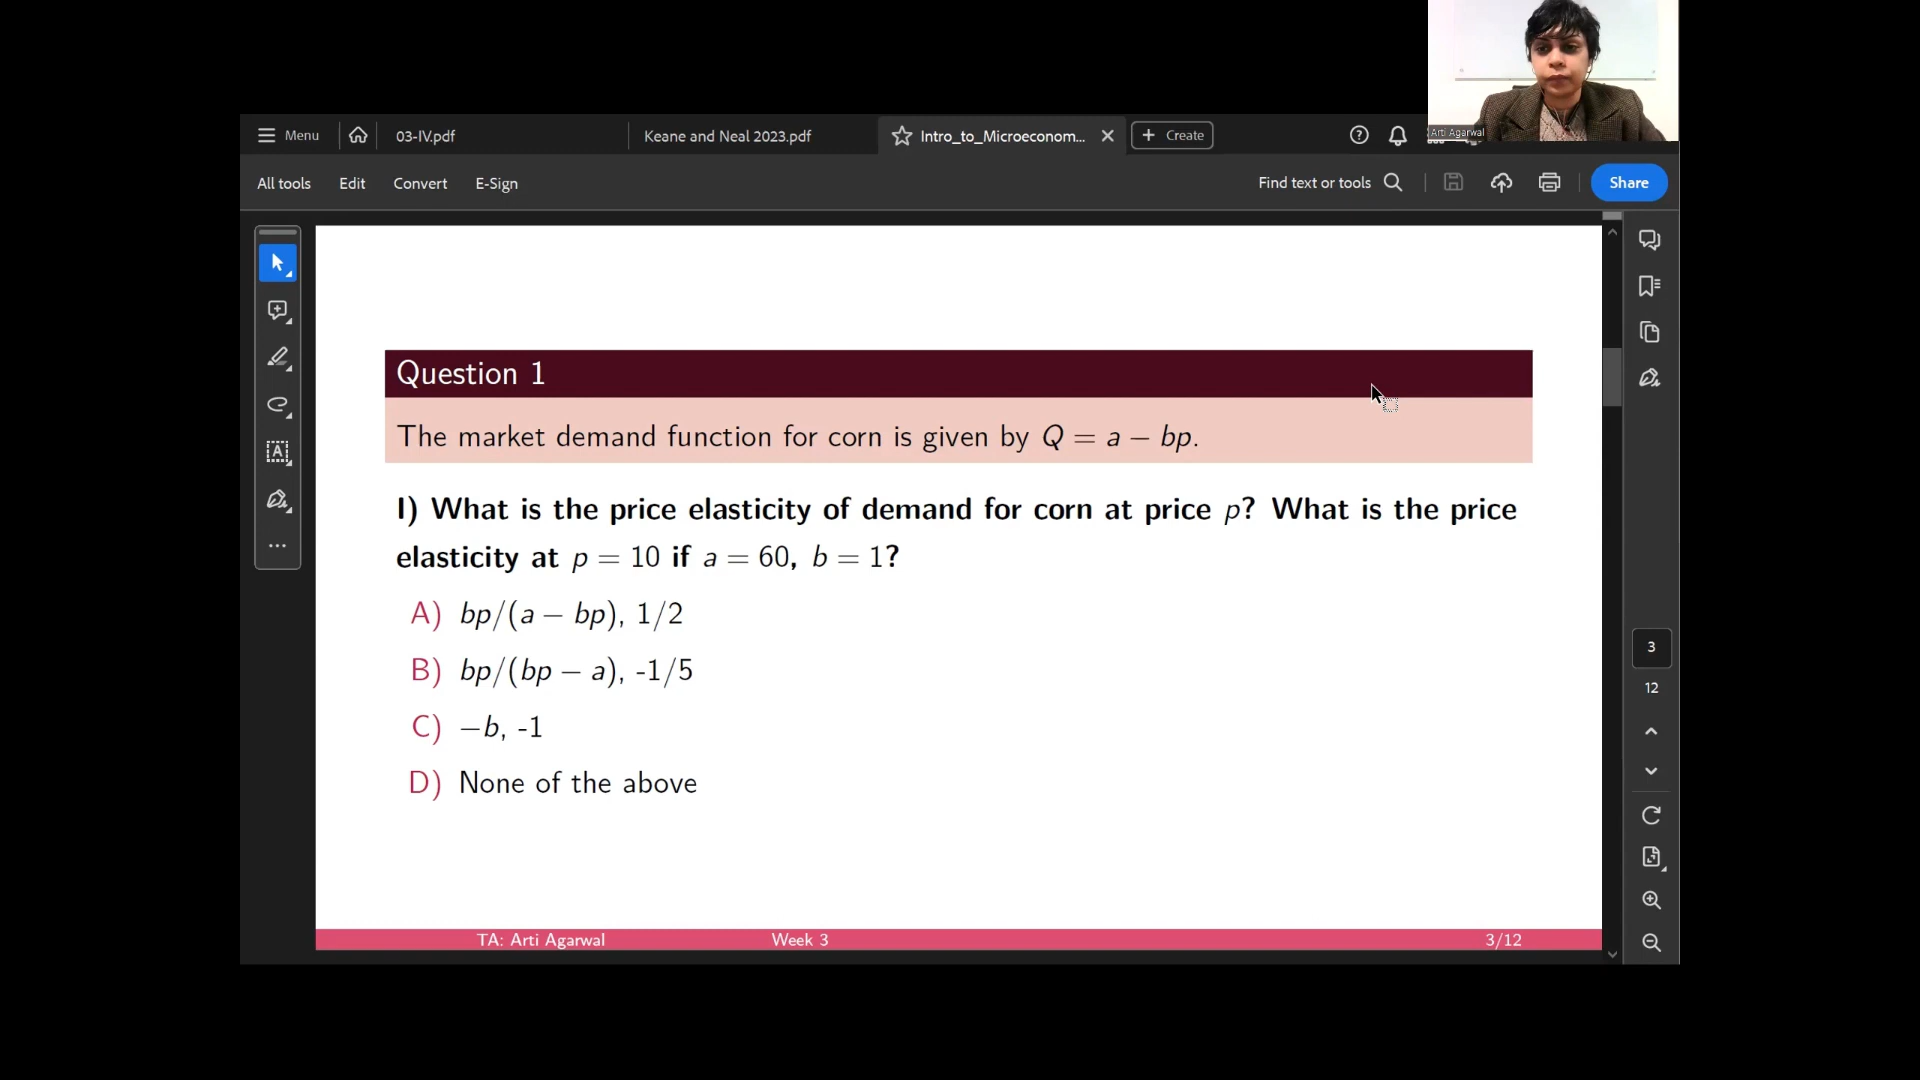 Arti Agarwal
Menu
03-IV.pdf
Keane and Neal 2023.pdf
Intro_to_Microeconom...
Create
All tools
Edit
Convert
E-Sign
Find text or tools
Share
Question 1
The market demand function for corn is given by Q = a − bp.
I) What is the price elasticity of demand for corn at price p? What is the price
elasticity at p = 10 if a = 60, b = 1?
A) bp/(a − bp), 1/2
B) bp/(bp − a), -1/5
C) −b, -1
D) None of the above
3
12
TA: Arti Agarwal
Week 3
3/12